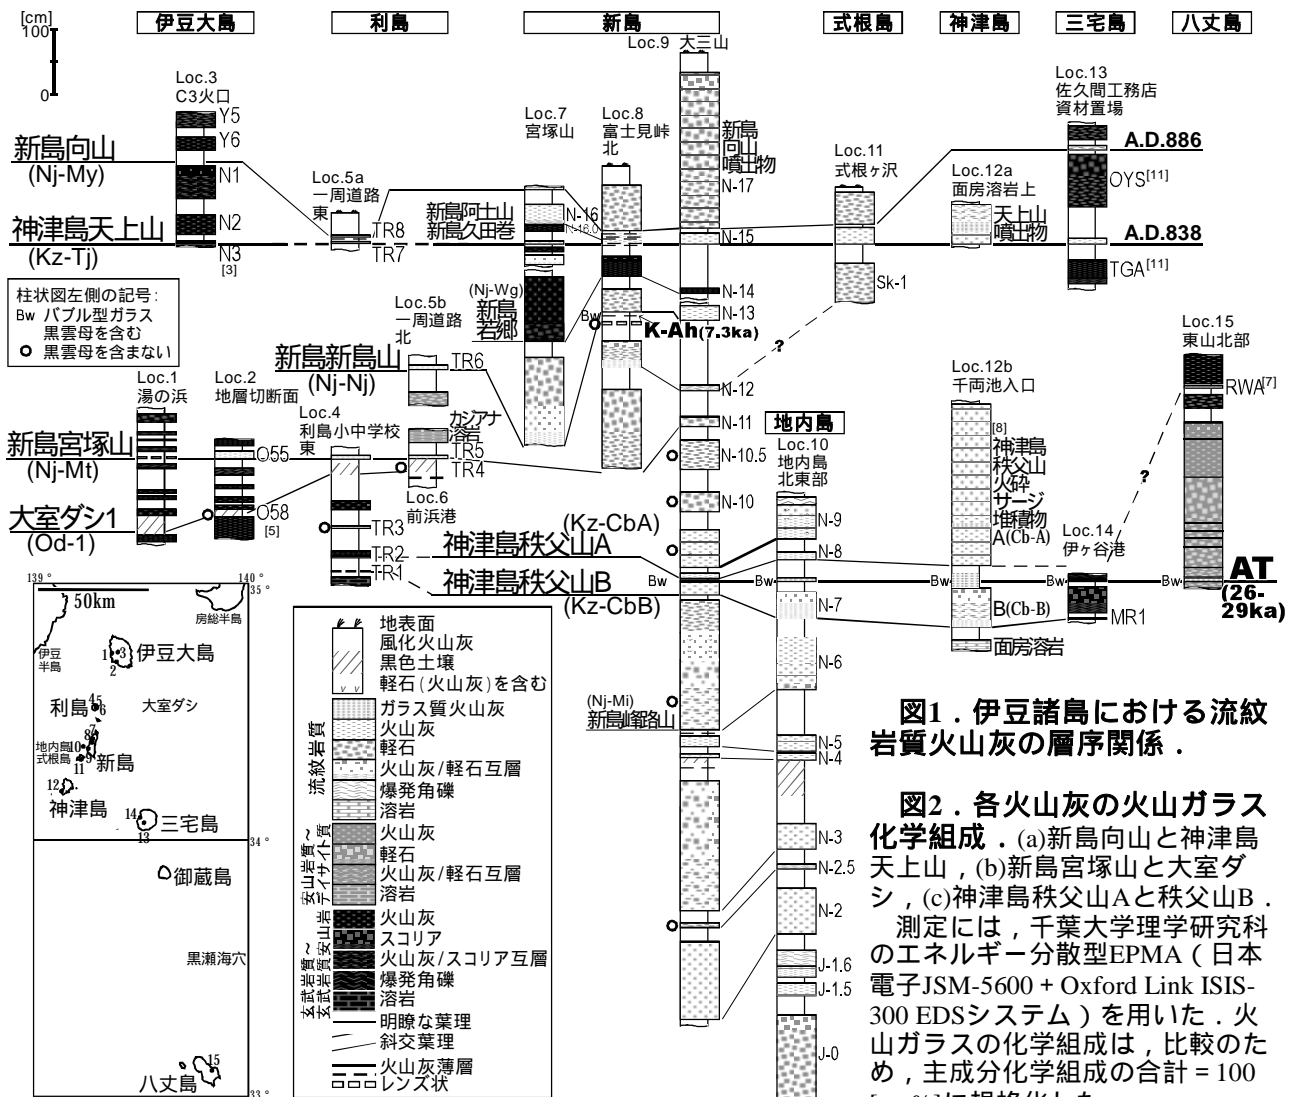 [cm]
100
0
伊豆大島
利島
新島
式根島
神津島
三宅島
八丈島
Loc.3
C3火口
Y5
Y6
N1
N2
N3
[3]
新島向山
(Nj-My)
神津島天上山
(Kz-Tj)
Loc.5a
一周道路
東
TR8
TR7
Loc.7
宮塚山
新島阿土山
新島久田巻
N-16
N-16.0
Loc.8
富士見峠
北
Loc.9 大三山
新島
向山
噴出物
N-17
N-15
N-14
N-13
N-12
N-11
N-10.5
N-10
Loc.11
式根ヶ沢
Sk-1
Loc.12a
面房溶岩上
天上山
噴出物
Loc.13
佐久間工務店
資材置場
A.D.886
OYS[11]
A.D.838
TGA[11]
柱状図左側の記号:
Bw バブル型ガラス
黒雲母を含む
黒雲母を含まない
Loc.5b
一周道路
北
TR6
カジアナ
溶岩
TR5
TR4
Loc.6
前浜港
(Nj-Wg)
新島
若郷
Bw
K-Ah(7.3ka)
?
新島新島山
(Nj-Nj)
Loc.1
湯の浜
Loc.2
地層切断面
O55
O58
[5]
Loc.4
利島小中学校
東
TR3
TR2
TR1
新島宮塚山
(Nj-Mt)
大室ダシ1
(Od-1)
地内島
Loc.10
地内島
北東部
N-9
N-8
N-7
N-6
N-5
N-4
N-3
N-2.5
N-2
J-1.6
J-1.5
J-0
(Kz-CbA)
神津島秩父山A
神津島秩父山B
(Kz-CbB)
Bw
Bw
Bw
Bw
Bw
(Nj-Mi)
新島峰路山
Loc.12b
千両池入口
[8]
神津島
秩父山
火砕
サージ
堆積物
A(Cb-A)
B(Cb-B)
面房溶岩
Loc.14
伊ヶ谷港
MR1
?
Loc.15
東山北部
RWA[7]
AT
(26-
29ka)
139°
140°
35°
50km
房総半島
伊豆
半島
1
3
2
伊豆大島
利島
4
5
6
大室ダシ
7
8
地内島
10
9
式根島
11
新島
12
神津島
14
13
三宅島
34°
御蔵島
黒瀬海穴
15
八丈島
33°
地表面
風化火山灰
黒色土壌
軽石(火山灰)を含む
流紋岩質
ガラス質火山灰
火山灰
軽石
火山灰/軽石互層
爆発角礫
溶岩
安山岩質~
デイサイト質
火山灰
軽石
火山灰/軽石互層
溶岩
玄武岩質~
玄武岩質安山岩
火山灰
スコリア
火山灰/スコリア互層
爆発角礫
溶岩
明瞭な葉理
斜交葉理
火山灰薄層
レンズ状
図1．伊豆諸島における流紋
岩質火山灰の層序関係．
図2．各火山灰の火山ガラス
化学組成．(a)新島向山と神津島
天上山，(b)新島宮塚山と大室ダ
シ，(c)神津島秩父山Aと秩父山B．
測定には，千葉大学理学研究科
のエネルギー分散型EPMA（日本
電子JSM-5600 + Oxford Link ISIS-
300 EDSシステム）を用いた．火
山ガラスの化学組成は，比較のた
め，主成分化学組成の合計 = 100